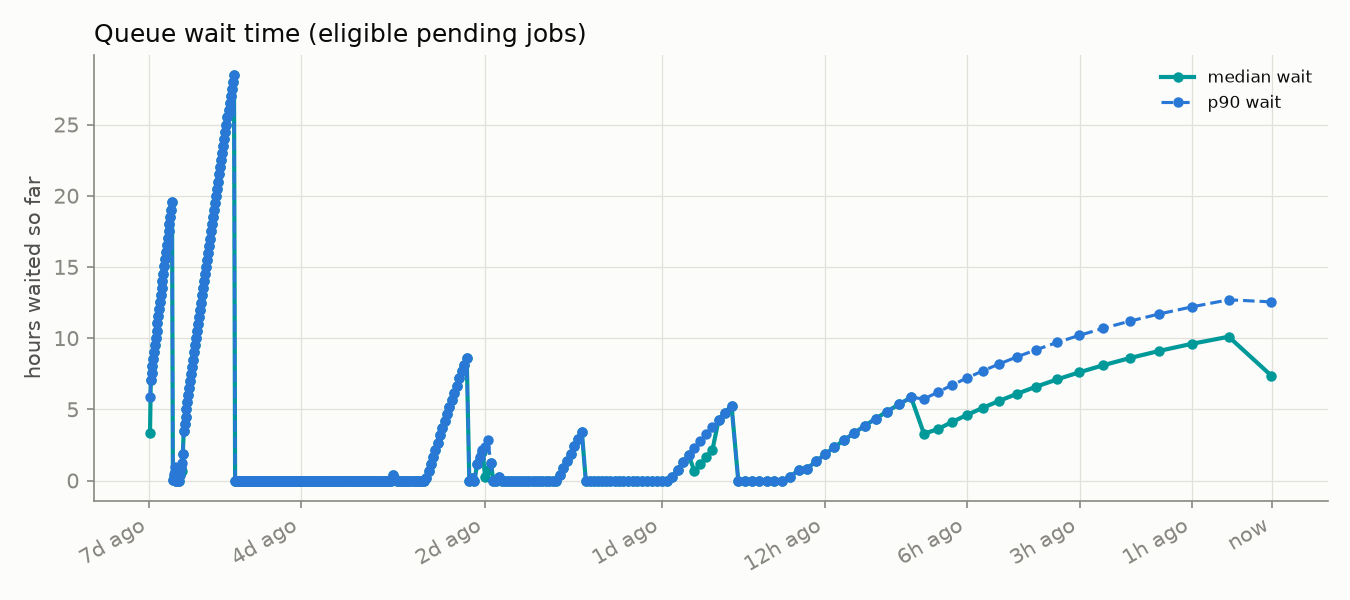 Queue wait time (eligible pending jobs)
median wait
p90 wait
hours waited so far
25
20
15
10
5
0
7d ago
4d ago
2d ago
1d ago
12h ago
6h ago
3h ago
1h ago
now